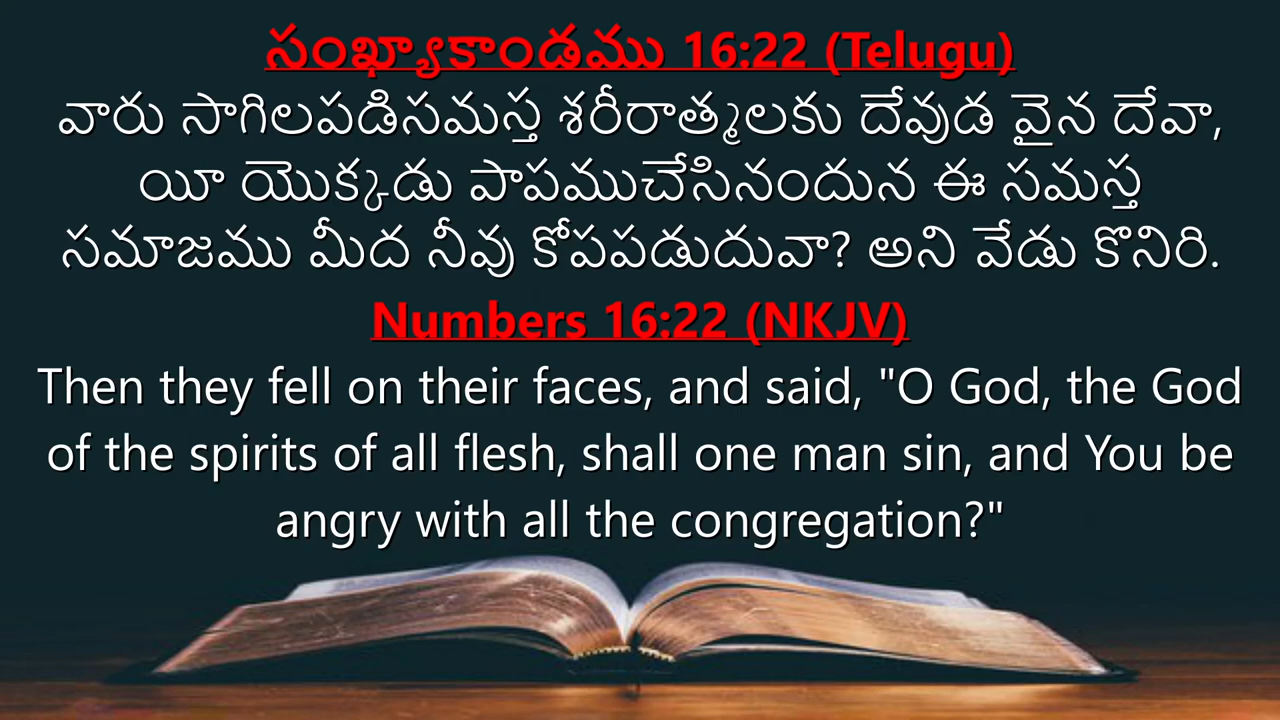 సంఖ్యాకాండము 16:22 (Telugu)
వారు సాగిలపడిసమస్త శరీరాత్మలకు దేవుడ వైన దేవా,
యీ యొక్కడు పాపముచేసినందున ఈ సమస్త
సమాజము మీద నీవు కోపపడుదువా? అని వేడు కొనిరి.
Numbers 16:22 (NKJV)
Then they fell on their faces, and said, "O God, the God
of the spirits of all flesh, shall one man sin, and You be
angry with all the congregation?"